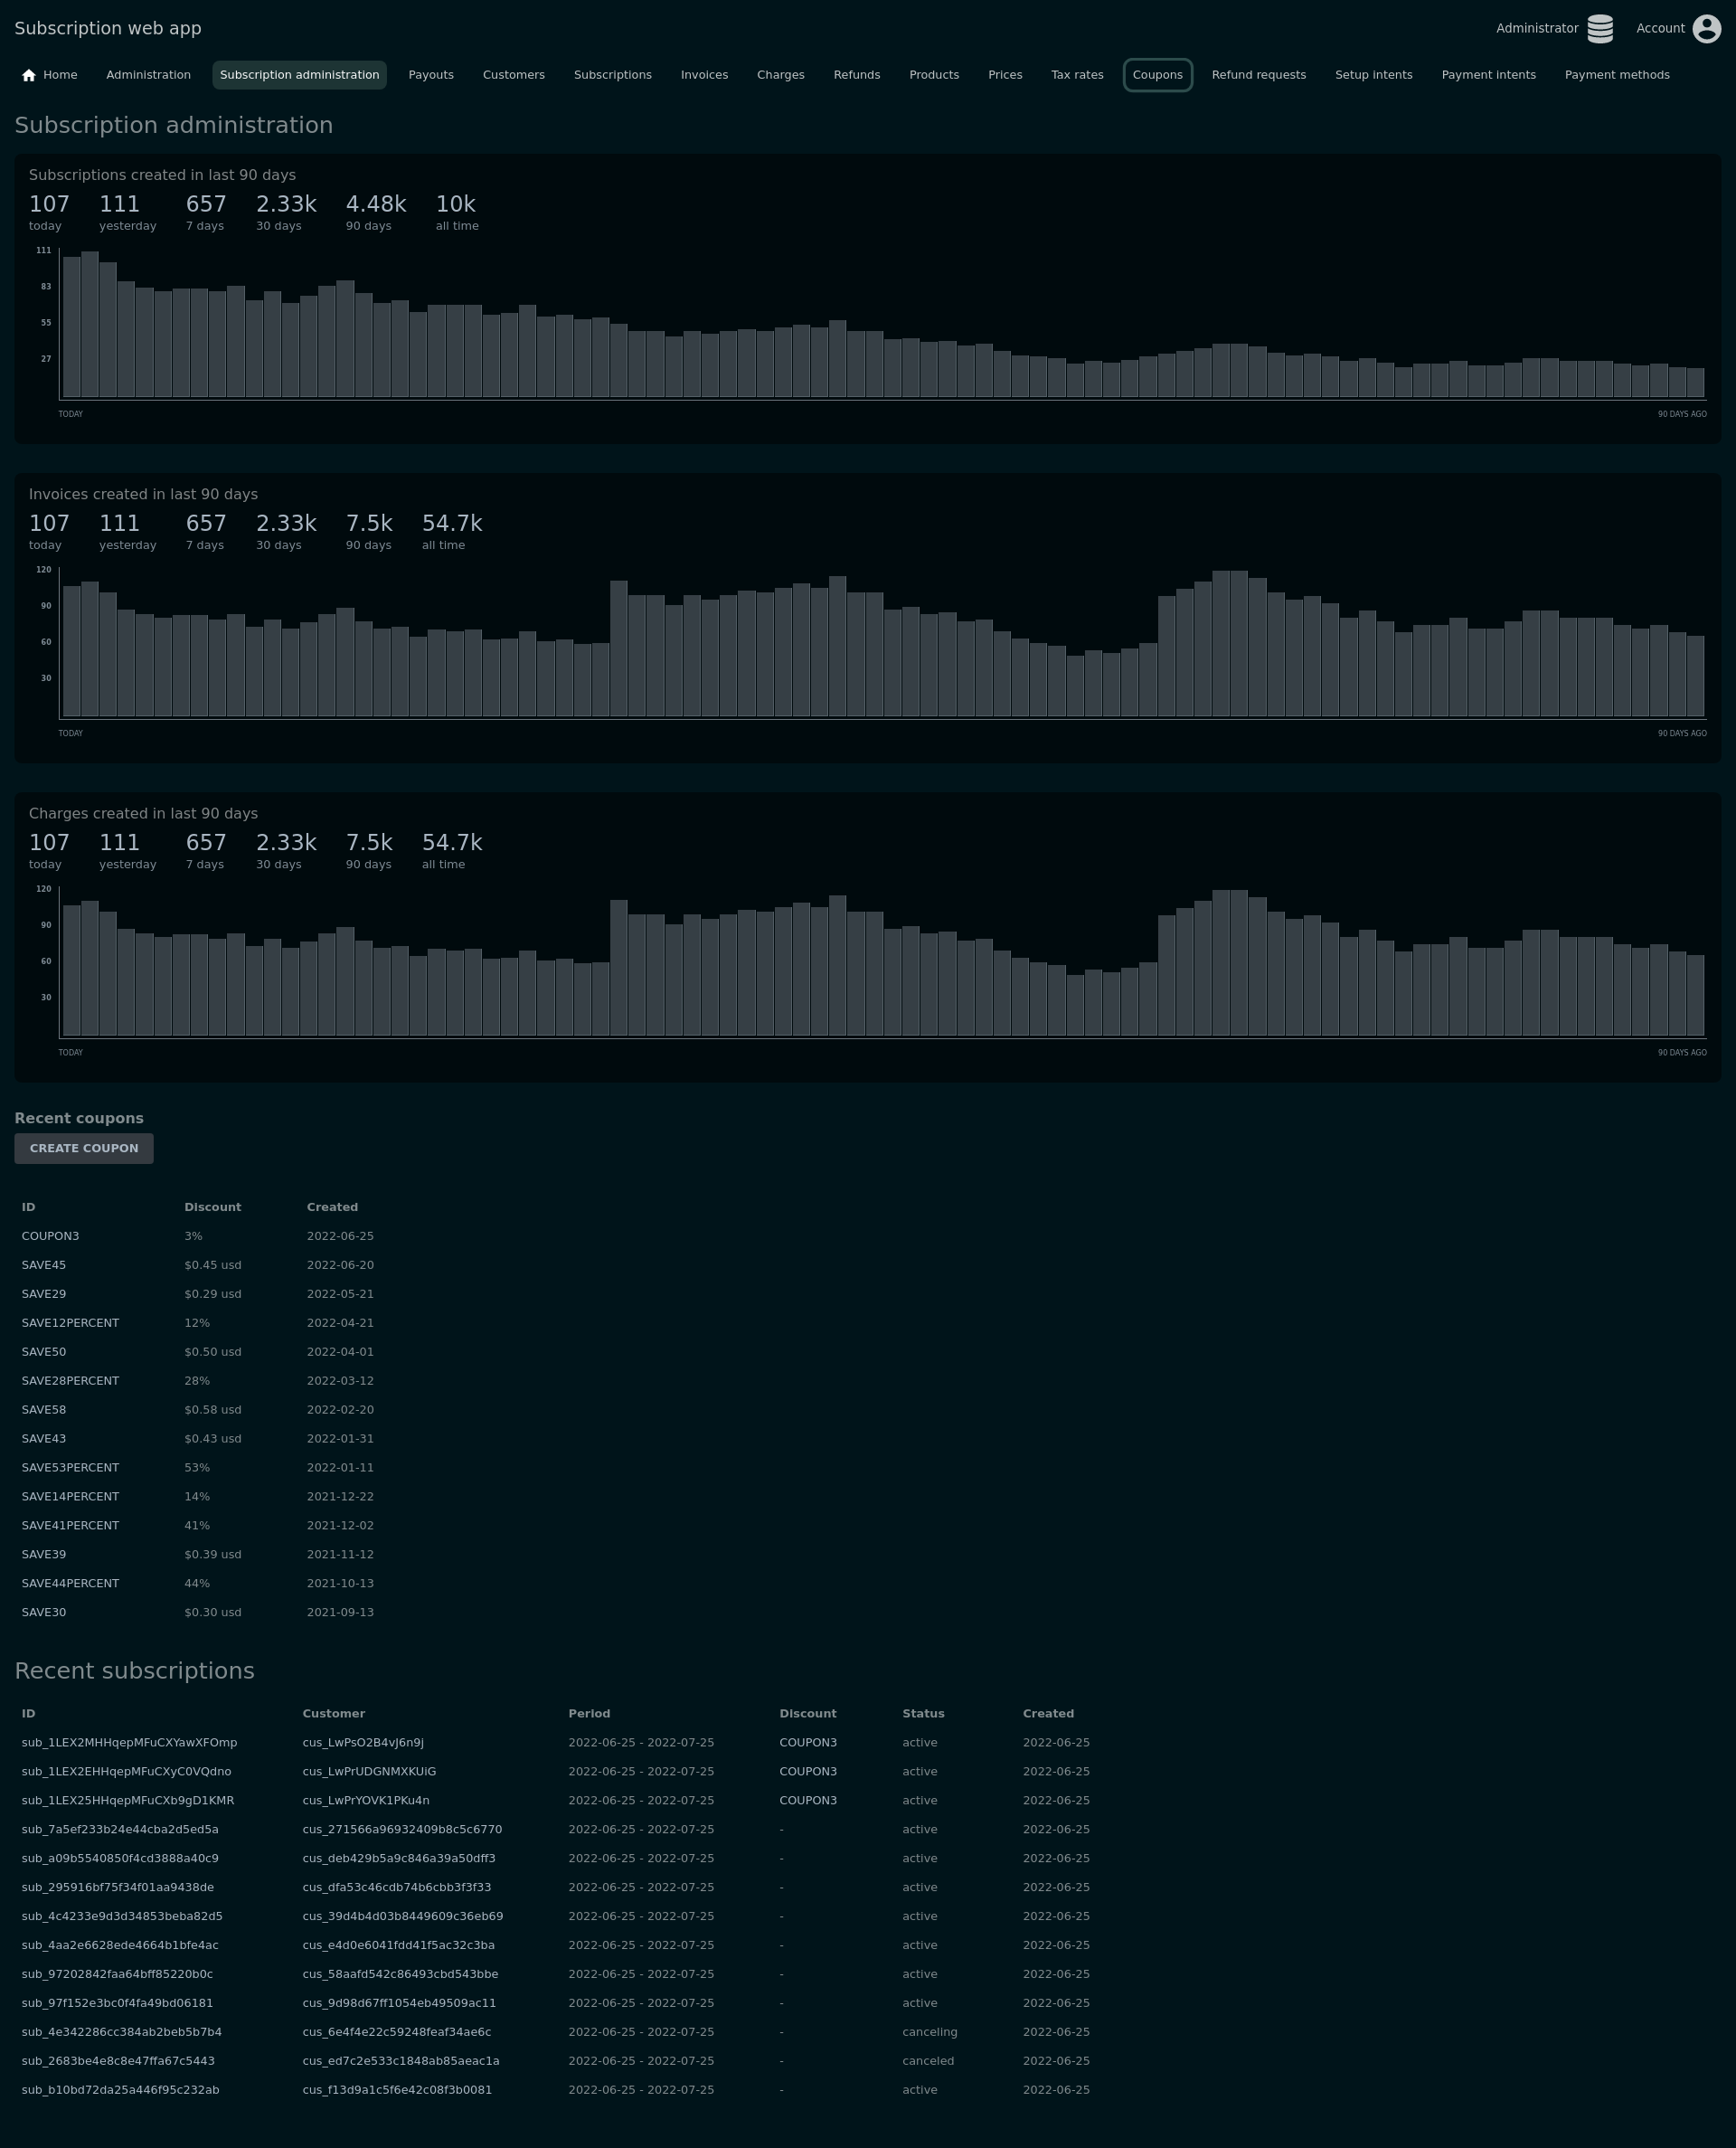 Subscription web app
Administrator Account
Home Administration Subscription administration Payouts Customers Subscriptions Invoices Charges Refunds Products Prices Tax rates Coupons Refund requests Setup intents Payment intents Payment methods
Subscription administration
Subscriptions created in last 90 days
107 111 657 2.33k 4.48k 10k
today yesterday 7 days 30 days 90 days all time
111
83
55
27
TODAY 90 DAYS AGO
Invoices created in last 90 days
107 111 657 2.33k 7.5k 54.7k
today yesterday 7 days 30 days 90 days all time
120
90
60
30
TODAY 90 DAYS AGO
Charges created in last 90 days
107 111 657 2.33k 7.5k 54.7k
today yesterday 7 days 30 days 90 days all time
120
90
60
30
TODAY 90 DAYS AGO
Recent coupons
CREATE COUPON
ID Discount Created
COUPON3 3% 2022-06-25
SAVE45 $0.45 usd 2022-06-20
SAVE29 $0.29 usd 2022-05-21
SAVE12PERCENT 12% 2022-04-21
SAVE50 $0.50 usd 2022-04-01
SAVE28PERCENT 28% 2022-03-12
SAVE58 $0.58 usd 2022-02-20
SAVE43 $0.43 usd 2022-01-31
SAVE53PERCENT 53% 2022-01-11
SAVE14PERCENT 14% 2021-12-22
SAVE41PERCENT 41% 2021-12-02
SAVE39 $0.39 usd 2021-11-12
SAVE44PERCENT 44% 2021-10-13
SAVE30 $0.30 usd 2021-09-13
Recent subscriptions
ID Customer Period Discount Status Created
sub_1LEX2MHHqepMFuCXYawXFOmp cus_LwPsO2B4vJ6n9j 2022-06-25 - 2022-07-25 COUPON3 active 2022-06-25
sub_1LEX2EHHqepMFuCXyC0VQdno cus_LwPrUDGNMXKUiG 2022-06-25 - 2022-07-25 COUPON3 active 2022-06-25
sub_1LEX25HHqepMFuCXb9gD1KMR cus_LwPrYOVK1PKu4n 2022-06-25 - 2022-07-25 COUPON3 active 2022-06-25
sub_7a5ef233b24e44cba2d5ed5a cus_271566a96932409b8c5c6770 2022-06-25 - 2022-07-25 - active 2022-06-25
sub_a09b5540850f4cd3888a40c9 cus_deb429b5a9c846a39a50dff3 2022-06-25 - 2022-07-25 - active 2022-06-25
sub_295916bf75f34f01aa9438de cus_dfa53c46cdb74b6cbb3f3f33 2022-06-25 - 2022-07-25 - active 2022-06-25
sub_4c4233e9d3d34853beba82d5 cus_39d4b4d03b8449609c36eb69 2022-06-25 - 2022-07-25 - active 2022-06-25
sub_4aa2e6628ede4664b1bfe4ac cus_e4d0e6041fdd41f5ac32c3ba 2022-06-25 - 2022-07-25 - active 2022-06-25
sub_97202842faa64bff85220b0c cus_58aafd542c86493cbd543bbe 2022-06-25 - 2022-07-25 - active 2022-06-25
sub_97f152e3bc0f4fa49bd06181 cus_9d98d67ff1054eb49509ac11 2022-06-25 - 2022-07-25 - active 2022-06-25
sub_4e342286cc384ab2beb5b7b4 cus_6e4f4e22c59248feaf34ae6c 2022-06-25 - 2022-07-25 - canceling 2022-06-25
sub_2683be4e8c8e47ffa67c5443 cus_ed7c2e533c1848ab85aeac1a 2022-06-25 - 2022-07-25 - canceled 2022-06-25
sub_b10bd72da25a446f95c232ab cus_f13d9a1c5f6e42c08f3b0081 2022-06-25 - 2022-07-25 - active 2022-06-25